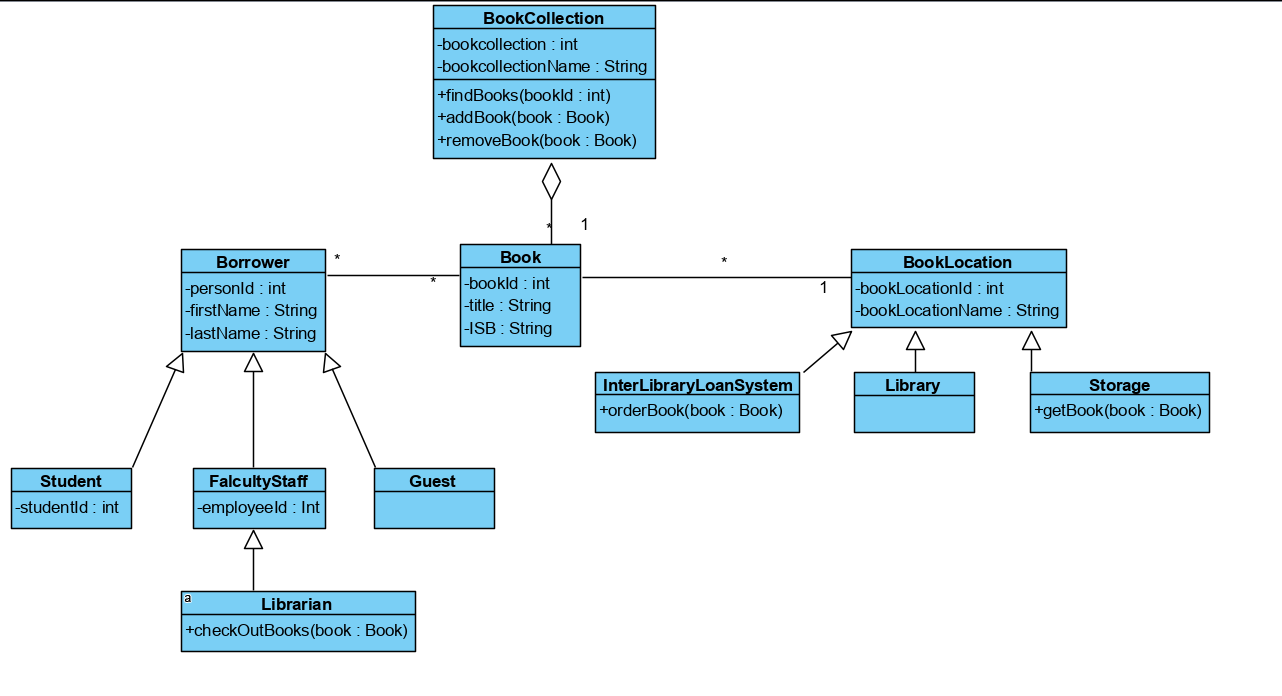 BookCollection
-bookcollection : int
-bookcollectionName : String
+findBooks(bookId : int)
+addBook(book : Book)
+removeBook(book : Book)
*
1
Borrower
-personId : int
-firstName : String
-lastName : String
*
*
Book
-bookId : int
-title : String
-ISB : String
*
1
BookLocation
-bookLocationId : int
-bookLocationName : String
InterLibraryLoanSystem
+orderBook(book : Book)
Library
Storage
+getBook(book : Book)
Student
-studentId : int
FalcultyStaff
-employeeId : Int
Guest
a
Librarian
+checkOutBooks(book : Book)